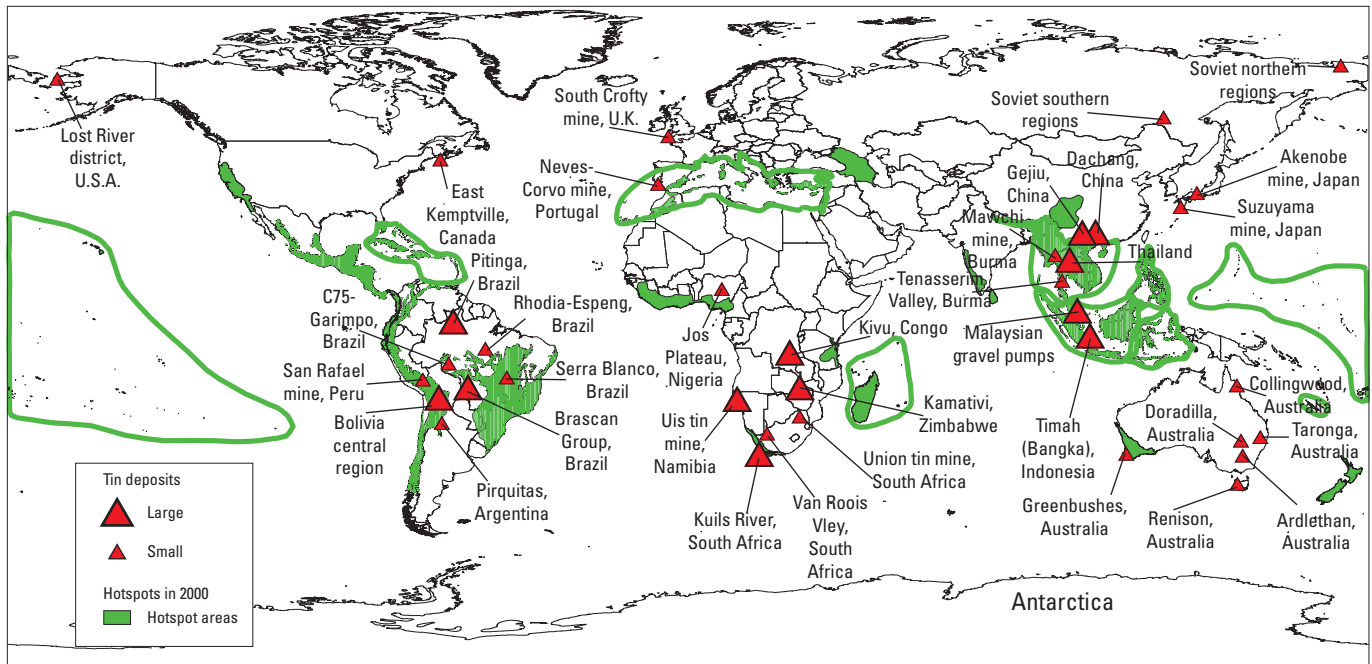 Lost River
district,
U.S.A.
East
Kemptville,
Canada
South Crofty
mine, U.K.
Neves-
Corvo mine,
Portugal
Soviet northern
regions
Soviet southern
regions
Dachang,
China
Gejiu,
China
Akenobe
mine, Japan
Suzuyama
mine, Japan
Mawchi
mine,
Burma
Thailand
Tenasserim
Valley, Burma
Malaysian
gravel pumps
Pitinga,
Brazil
C75-
Garimpo,
Brazil
Rhodia-Espeng,
Brazil
San Rafael
mine, Peru
Serra Blanco,
Brazil
Bolivia
central
region
Brascan
Group,
Brazil
Pirquitas,
Argentina
Jos
Plateau,
Nigeria
Kivu, Congo
Kamativi,
Zimbabwe
Uis tin
mine,
Namibia
Union tin mine,
South Africa
Kuils River,
South Africa
Van Roois
Vley,
South
Africa
Timah
(Bangka),
Indonesia
Collingwood,
Australia
Doradilla,
Australia
Taronga,
Australia
Greenbushes,
Australia
Renison,
Australia
Ardlethan,
Australia
Antarctica
Tin deposits
Large
Small
Hotspots in 2000
Hotspot areas